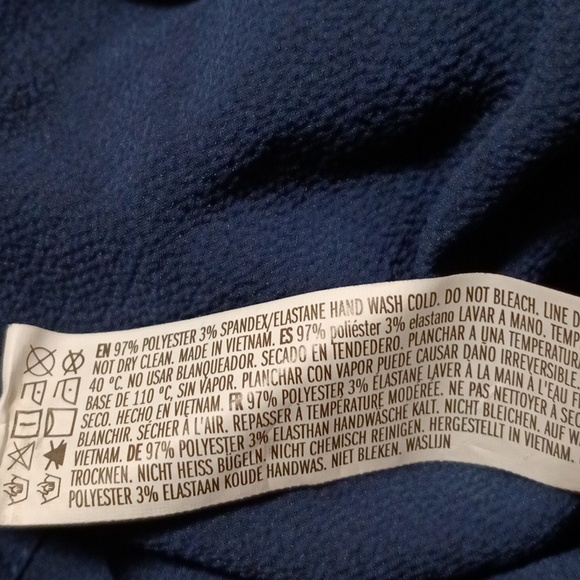 EN 97% POLYESTER 3% SPANDEX/ELASTANE HAND WASH COLD. DO NOT BLEACH, LINE D
NOT DRY CLEAN. MADE IN VIETNAM. ES 97% poliéster 3% elastano LAVAR A MANO. TEMP
40 °C. NO USAR BLANQUEADOR. SECADO EN TENDEDERO. PLANCHAR A UNA TEMPERATUR
BASE DE 110 °C, SIN VAPOR. PLANCHAR CON VAPOR PUEDE CAUSAR DAÑO IRREVERSIBLE.
SECO. HECHO EN VIETNAM. FR 97% POLYESTER 3% ELASTANE LAVER À LA MAIN À L'EAU F
BLANCHIR. SÉCHER À L'AIR. REPASSER À TEMPÉRATURE MODÉRÉE. NE PAS NETTOYER À SEC
VIETNAM. DE 97% POLYESTER 3% ELASTHAN HANDWÄSCHE KALT. NICHT BLEICHEN. AUF W
TROCKNEN. NICHT HEISS BÜGELN. NICHT CHEMISCH REINIGEN. HERGESTELLT IN VIETNAM.
POLYESTER 3% ELASTAAN KOUDE HANDWAS. NIET BLEKEN. WASLIJN